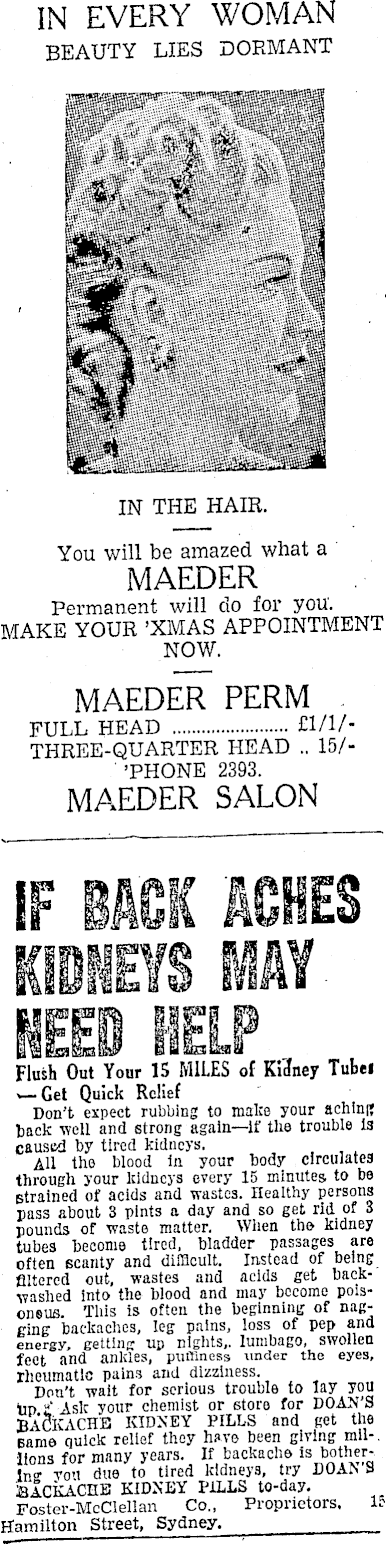 IN EVERY WOMAN
BEAUTY LIES DORMANT
IN THE HAIR.
You will be amazed what a
MAEDER
Permanent will do for you.
MAKE YOUR 'XMAS APPOINTMENT
NOW.
MAEDER PERM
FULL HEAD ........................ £1/1/-
THREE-QUARTER HEAD .. 15/-
'PHONE 2393.
MAEDER SALON
IF BACK ACHES
KIDNEYS MAY
NEED HELP
Flush Out Your 15 MILES of Kidney Tubes
— Get Quick Relief
Don't expect rubbing to make your aching
back well and strong again—if the trouble is
caused by tired kidneys.
All the blood in your body circulates
through your kidneys every 15 minutes to be
strained of acids and wastes. Healthy persons
pass about 3 pints a day and so get rid of 3
pounds of waste matter. When the kidney
tubes become tired, bladder passages are
often scanty and difficult. Instead of being
filtered out, wastes and acids get back-
washed into the blood and may become pois-
onous. This is often the beginning of nag-
ging backaches, leg pains, loss of pep and
energy, getting up nights, lumbago, swollen
feet and ankles, puffiness under the eyes,
rheumatic pains and dizziness.
Don't wait for serious trouble to lay you
up. Ask your chemist or store for DOAN'S
BACKACHE KIDNEY PILLS and get the
same quick relief they have been giving mil-
lions for many years. If backache is bother-
ing you due to tired kidneys, try DOAN'S
BACKACHE KIDNEY PILLS to-day.
Foster-McClellan Co., Proprietors, 15
Hamilton Street, Sydney.